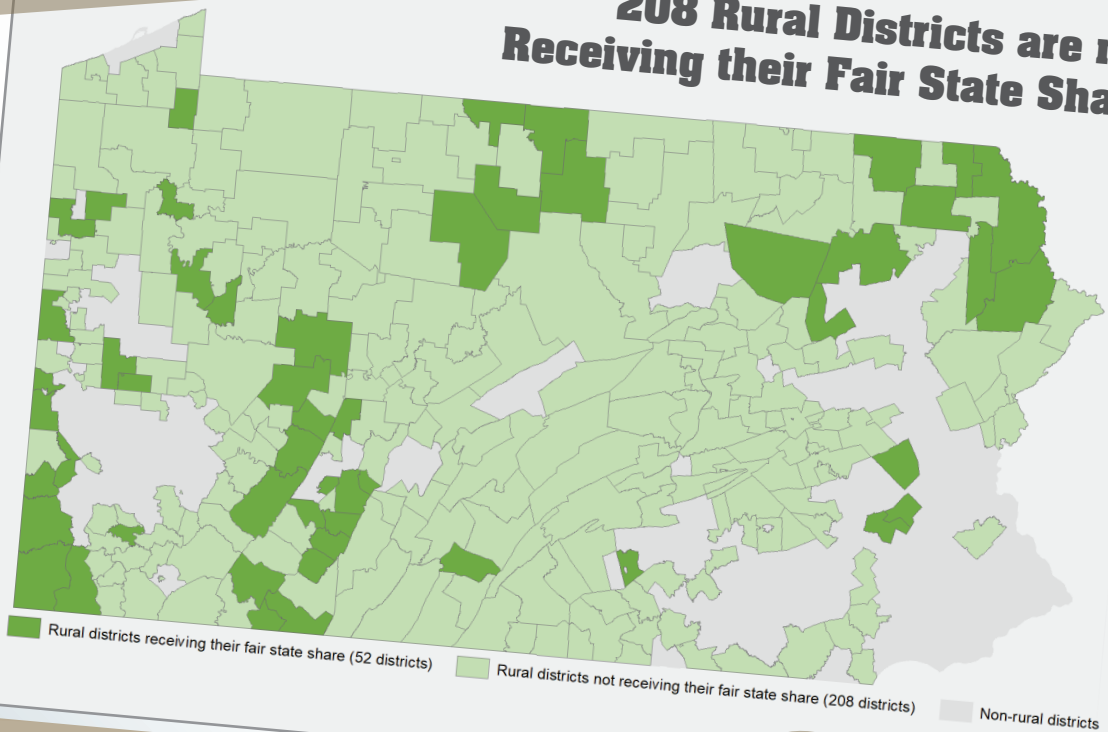 208 Rural Districts are
Receiving their Fair State
Rural districts receiving their fair state share (52 districts)
Rural districts not receiving their fair state share (208 districts)
Non-rural districts